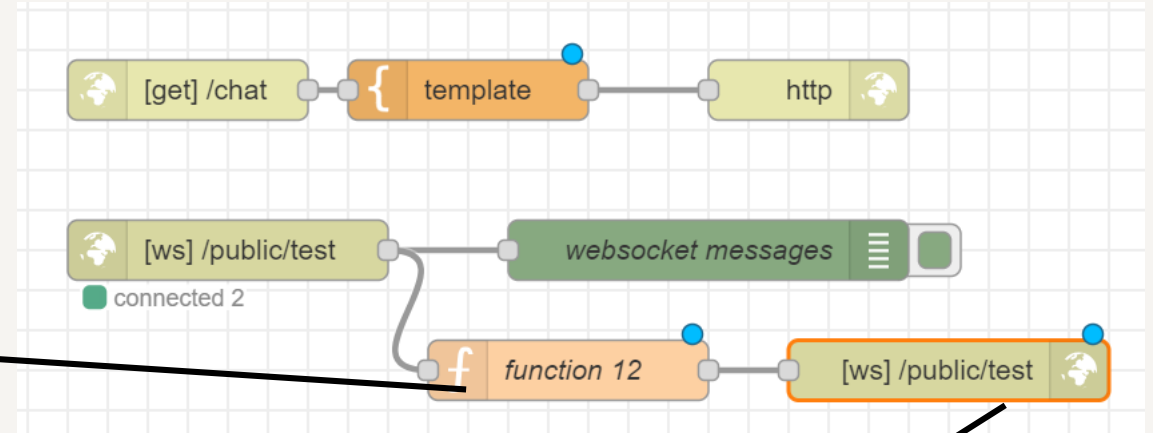 [get] /chat
template
http
[ws] /public/test
websocket messages
connected 2
function 12
[ws] /public/test